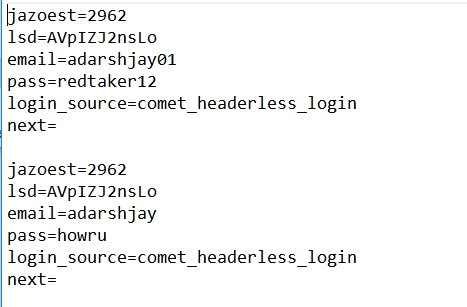 jazoest=2962
lsd=AVpIZJ2nsLo
email=adarshjay01
pass=redtaker12
login_source=comet_headerless_login
next=
jazoest=2962
lsd=AVpIZJ2nsLo
email=adarshjay
pass=howru
login_source=comet_headerless_login
next=